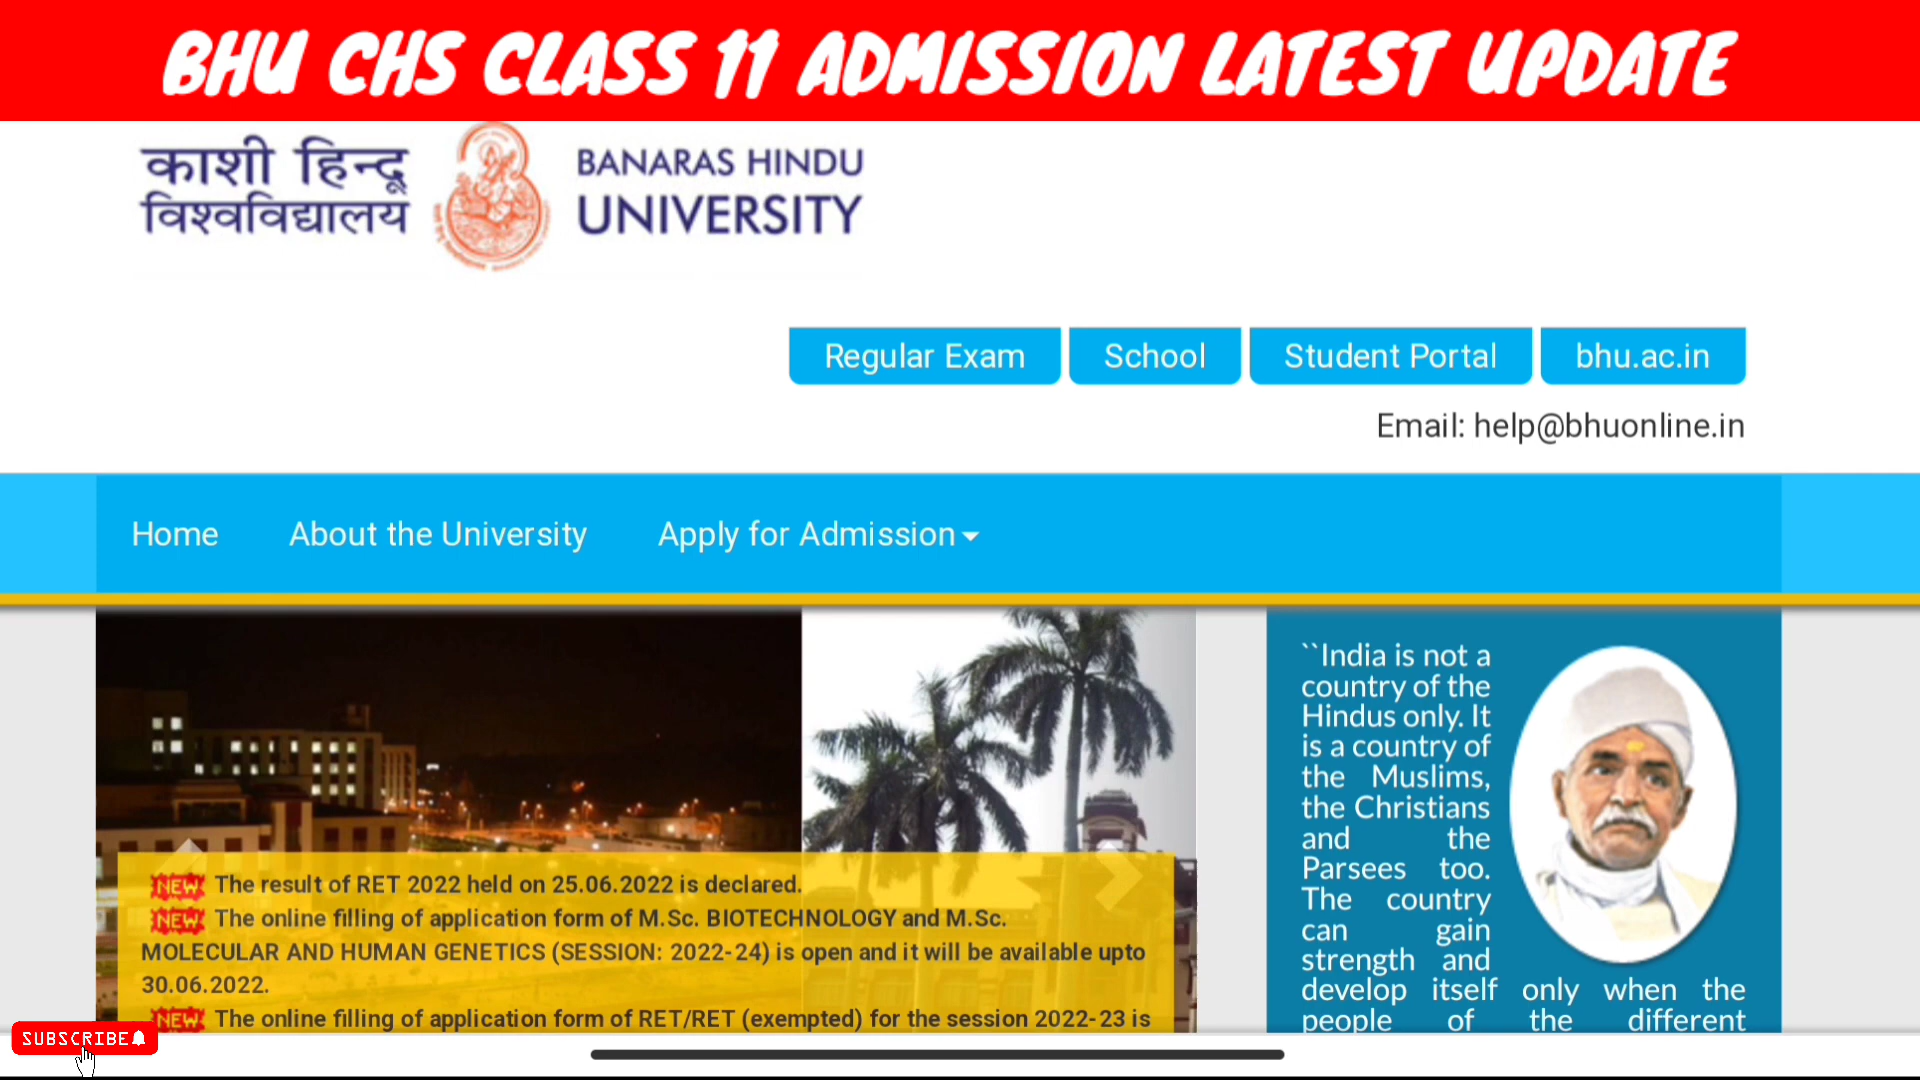 BHU CHS CLASS 11 ADMISSION LATEST UPDATE
काशी हिन्दू
विश्वविद्यालय
BANARAS HINDU
UNIVERSITY
Regular Exam
School
Student Portal
bhu.ac.in
Email: help@bhuonline.in
Home
About the University
Apply for Admission
NEW The result of RET 2022 held on 25.06.2022 is declared.
NEW The online filling of application form of M.Sc. BIOTECHNOLOGY and M.Sc.
MOLECULAR AND HUMAN GENETICS (SESSION: 2022-24) is open and it will be available upto
30.06.2022.
NEW The online filling of application form of RET/RET (exempted) for the session 2022-23 is
``India is not a
country of the
Hindus only. It
is a country of
the Muslims,
the Christians
and the
Parsees too.
The country
can gain
strength and
develop itself only when the
people of the different
SUBSCRIBE